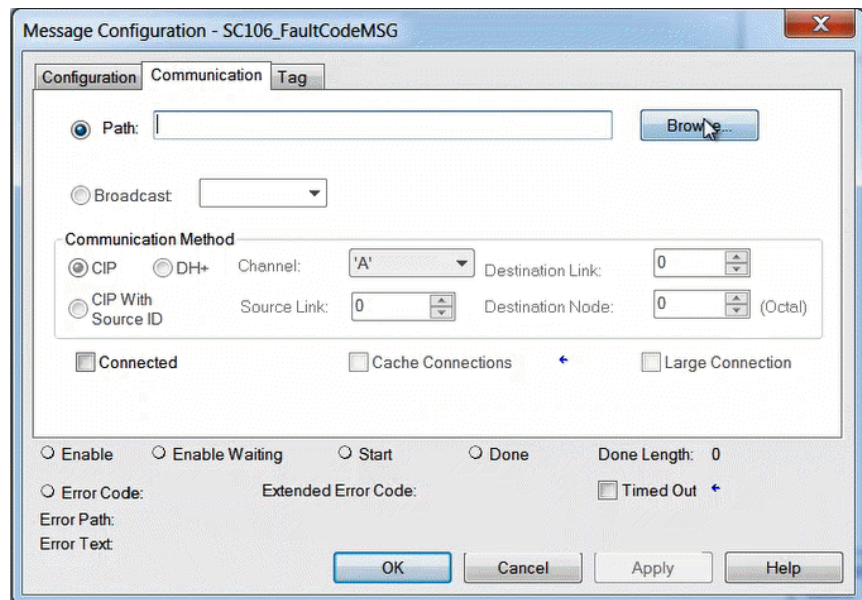 Message Configuration - SC106_FaultCodeMSG
X
Configuration Communication Tag
Path: Browse...
Broadcast:
Communication Method
CIP DH+ Channel: 'A' Destination Link: 0
CIP With Source ID Source Link: 0 Destination Node: 0 (Octal)
Connected Cache Connections Large Connection
Enable Enable Waiting Start Done Done Length: 0
Error Code: Extended Error Code: Timed Out
Error Path:
Error Text:
OK Cancel Apply Help